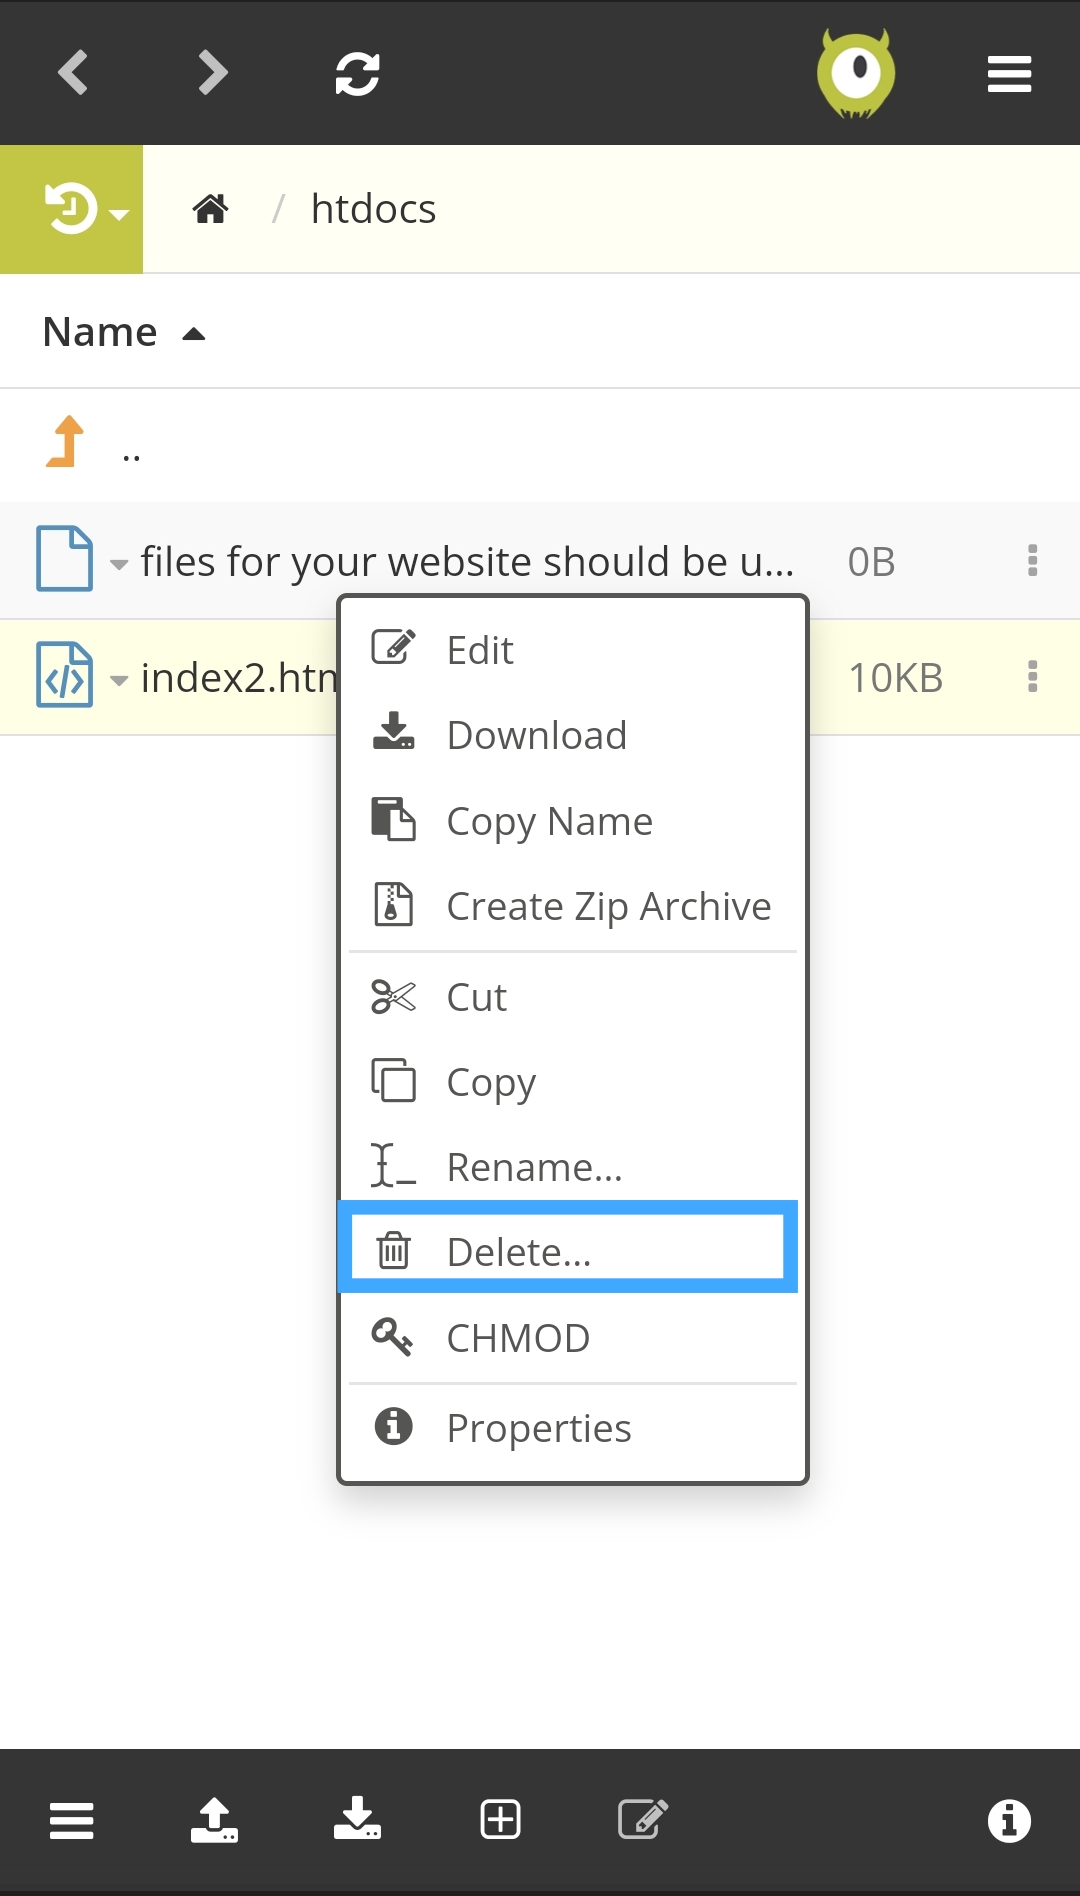 / htdocs
Name
..
files for your website should be u... 0B
index2.htm 10KB
Edit
Download
Copy Name
Create Zip Archive
Cut
Copy
Rename...
Delete...
CHMOD
Properties